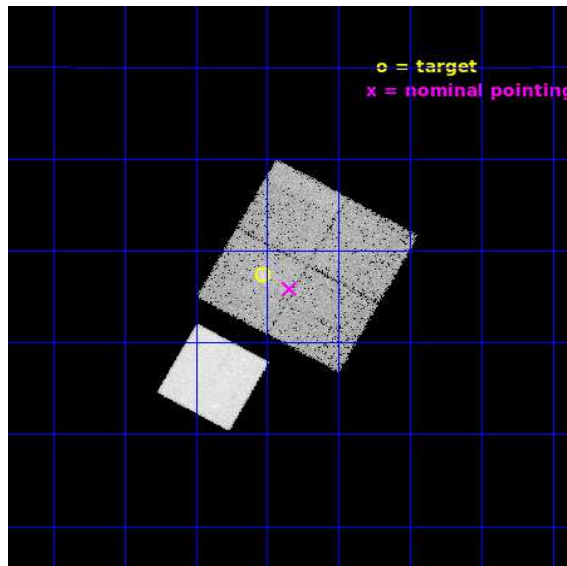 o = target
x = nominal pointing